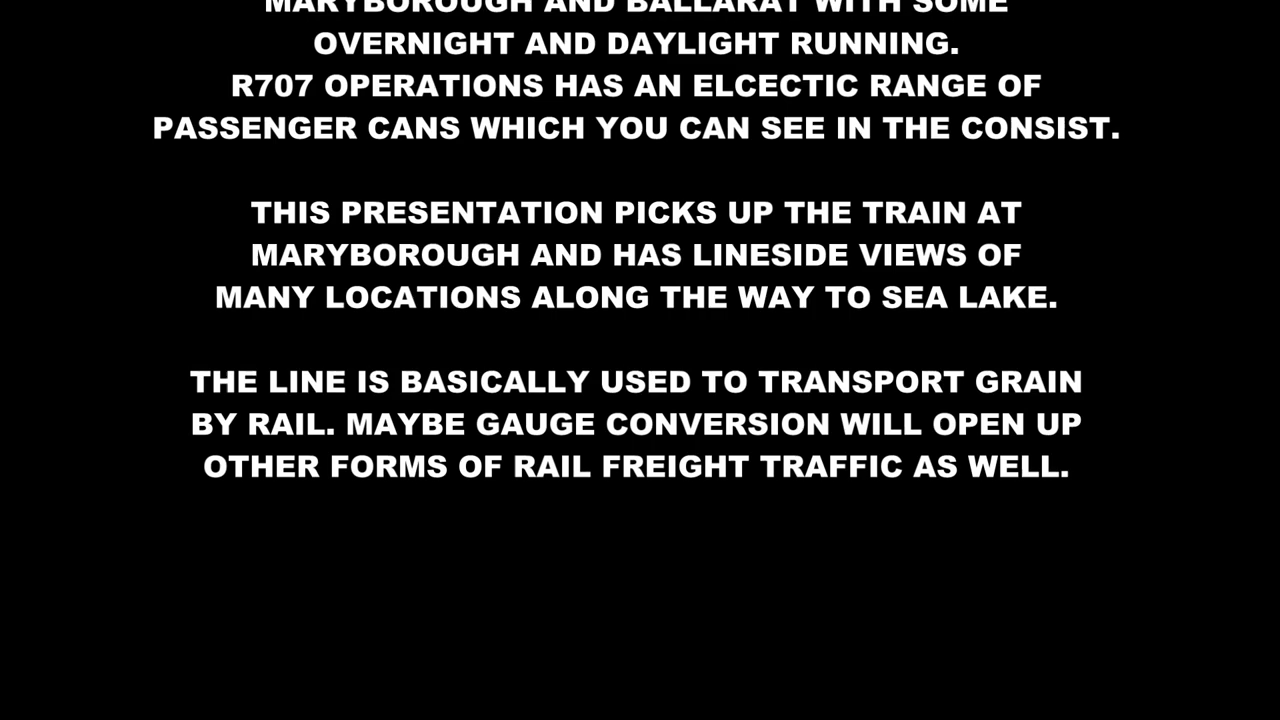 MARYBOROUGH AND BALLARAT WITH SOME
OVERNIGHT AND DAYLIGHT RUNNING.
R707 OPERATIONS HAS AN ELCECTIC RANGE OF
PASSENGER CANS WHICH YOU CAN SEE IN THE CONSIST.
THIS PRESENTATION PICKS UP THE TRAIN AT
MARYBOROUGH AND HAS LINESIDE VIEWS OF
MANY LOCATIONS ALONG THE WAY TO SEA LAKE.
THE LINE IS BASICALLY USED TO TRANSPORT GRAIN
BY RAIL. MAYBE GAUGE CONVERSION WILL OPEN UP
OTHER FORMS OF RAIL FREIGHT TRAFFIC AS WELL.